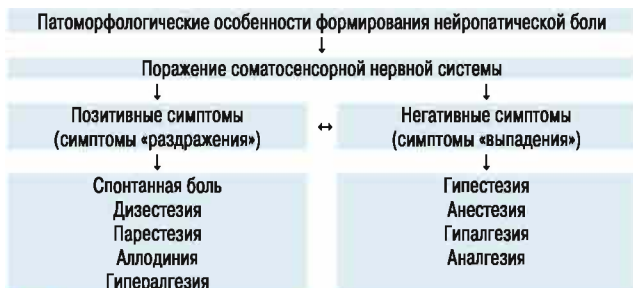 Патоморфологические особенности формирования нейропатической боли
↓
Поражение соматосенсорной нервной системы
↓ ↓
Позитивные симптомы
(симптомы «раздражения»)
↔
Негативные симптомы
(симптомы «выпадения»)
↓ ↓
Спонтанная боль
Дизестезия
Парестезия
Аллодиния
Гипералгезия
Гипестезия
Анестезия
Гипалгезия
Аналгезия